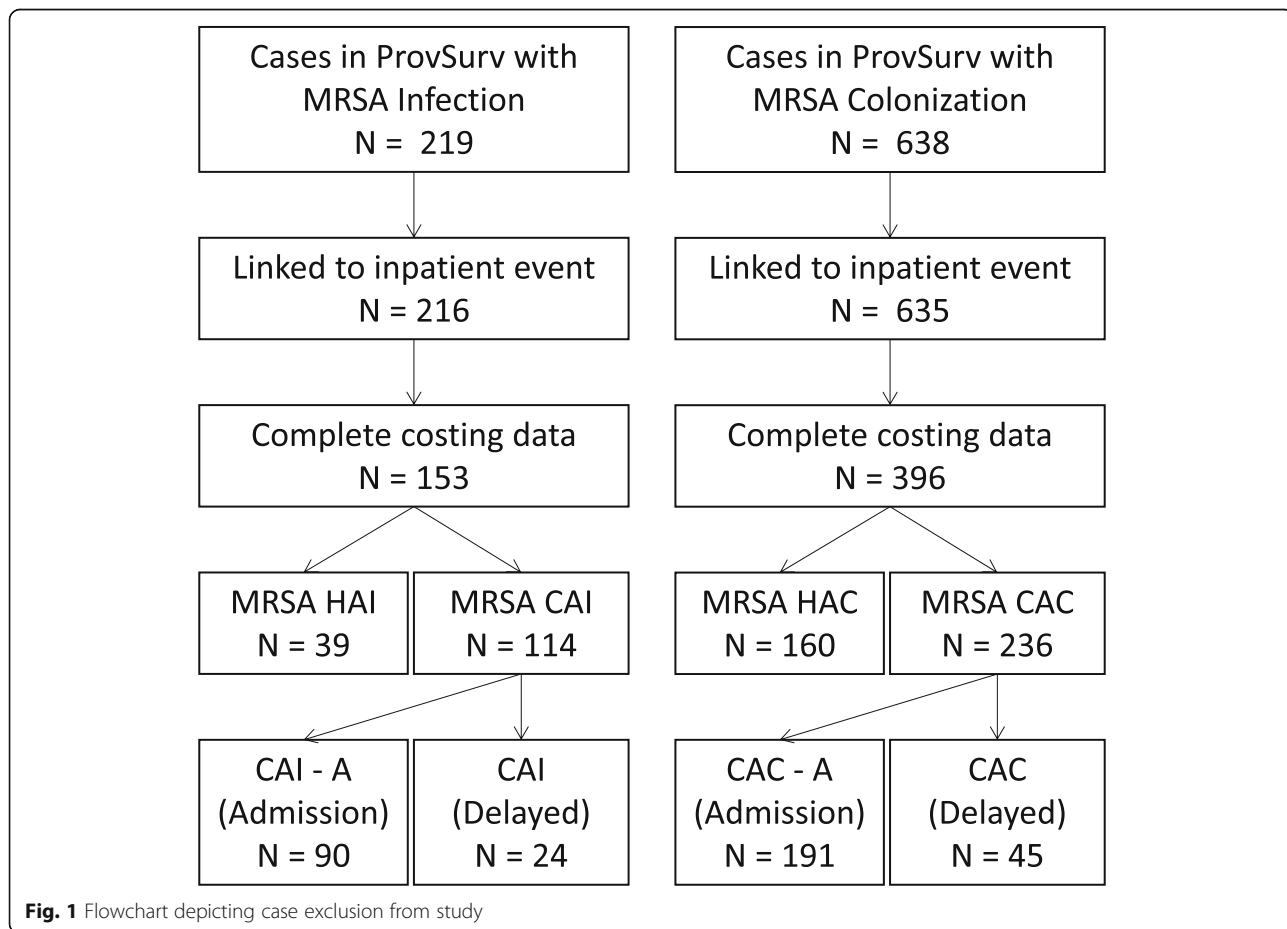 Cases in ProvSurv with
MRSA Infection
N = 219
Cases in ProvSurv with
MRSA Colonization
N = 638
Linked to inpatient event
N = 216
Linked to inpatient event
N = 635
Complete costing data
N = 153
Complete costing data
N = 396
MRSA HAI
N = 39
MRSA CAI
N = 114
MRSA HAC
N = 160
MRSA CAC
N = 236
CAI - A
(Admission)
N = 90
CAI
(Delayed)
N = 24
CAC - A
(Admission)
N = 191
CAC
(Delayed)
N = 45
Fig. 1 Flowchart depicting case exclusion from study